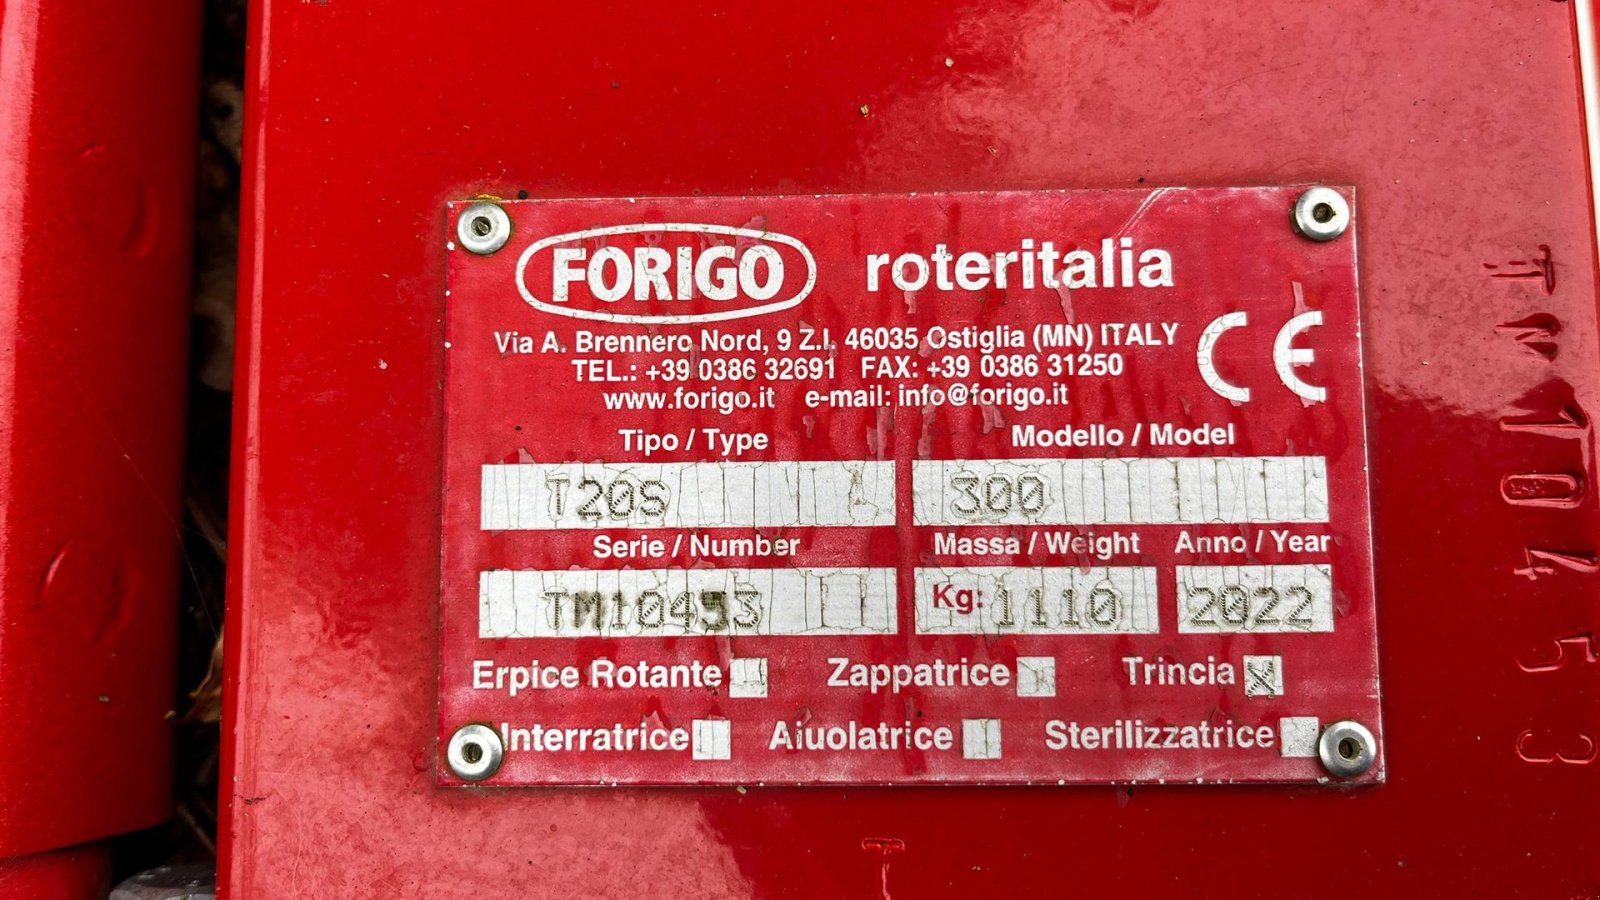 FORIGO roteritalia
Via A. Brennero Nord, 9 Z.I. 46035 Ostiglia (MN) ITALY
TEL.: +39 0386 32691 FAX: +39 0386 31250
www.forigo.it e-mail: info@forigo.it
CE
Tipo / Type Modello / Model
T20S 300
Serie / Number Massa / Weight Anno / Year
TM10453 Kg: 1110 2022
Erpice Rotante Zappatrice Trincia X
Interratrice Aiuolatrice Sterilizzatrice
TM10453
T